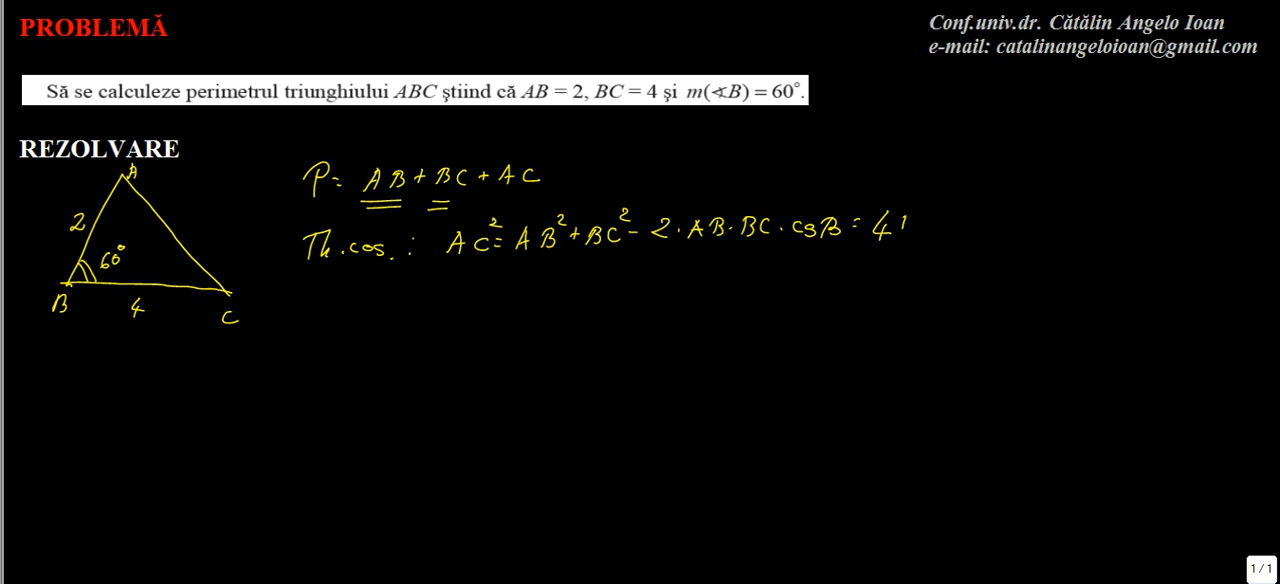 PROBLEMĂ
Conf.univ.dr. Cătălin Angelo Ioan
e-mail: catalinangeloioan@gmail.com
Să se calculeze perimetrul triunghiului ABC ştiind că AB = 2, BC = 4 şi m(∢B) = 60°.
REZOLVARE
A
2
60°
B
4
C
P = AB + BC + AC
Th. cos. : AC² = AB² + BC² - 2·AB·BC·cosB = 4
1 / 1